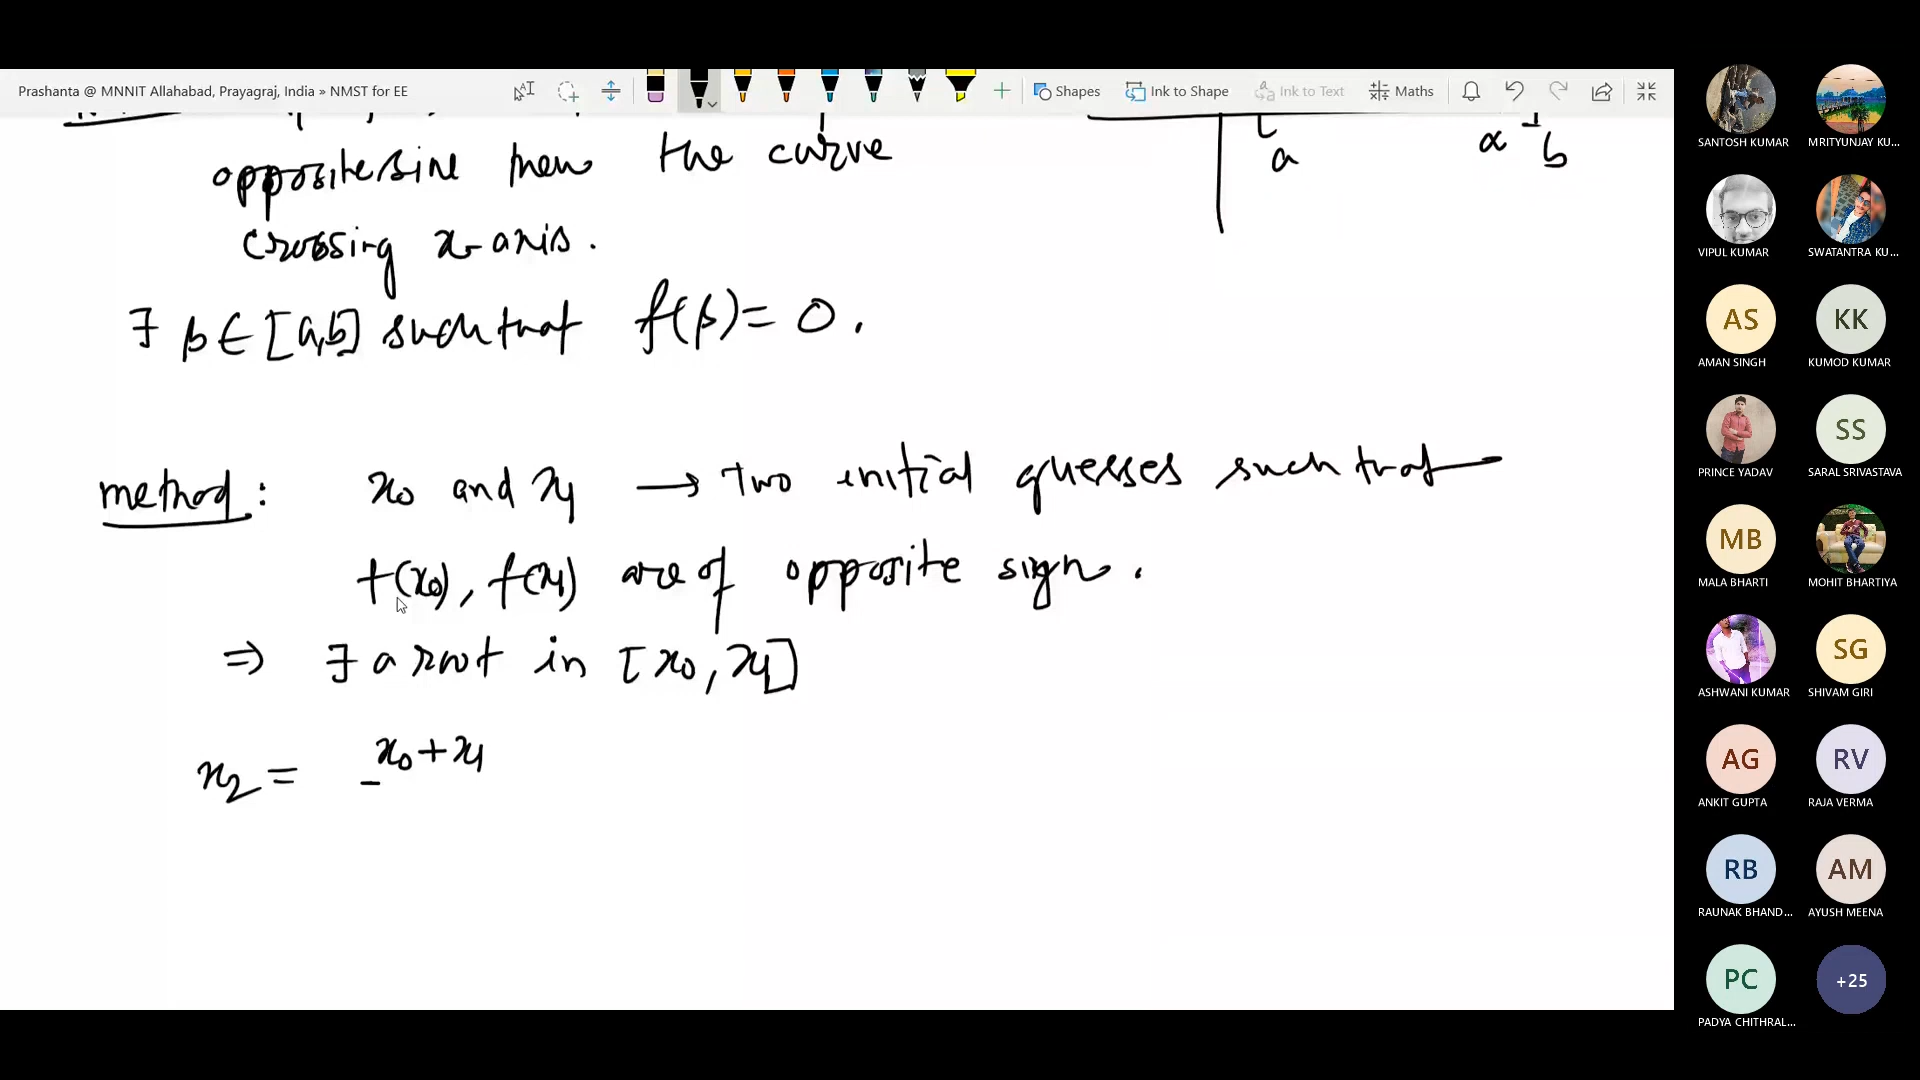 Prashanta @ MNNIT Allahabad, Prayagraj, India » NMST for EE
Shapes
Ink to Shape
Ink to Text
Maths
opposite sine then the curve
crossing x-axis.
∃ β ∈ [a,b] such that f(β) = 0.
a
α
b
method: x₀ and x₁ → two initial guesses such that
f(x₀), f(x₁) are of opposite sign.
⇒ ∃ a root in [x₀, x₁]
x₂ = x₀+x₁
SANTOSH KUMAR
MRITYUNJAY KU...
VIPUL KUMAR
SWATANTRA KU...
AS
KK
AMAN SINGH
KUMOD KUMAR
SS
PRINCE YADAV
SARAL SRIVASTAVA
MB
MALA BHARTI
MOHIT BHARTIYA
SG
ASHWANI KUMAR
SHIVAM GIRI
AG
RV
ANKIT GUPTA
RAJA VERMA
RB
AM
RAUNAK BHAND...
AYUSH MEENA
PC
+25
PADYA CHITHRAL...